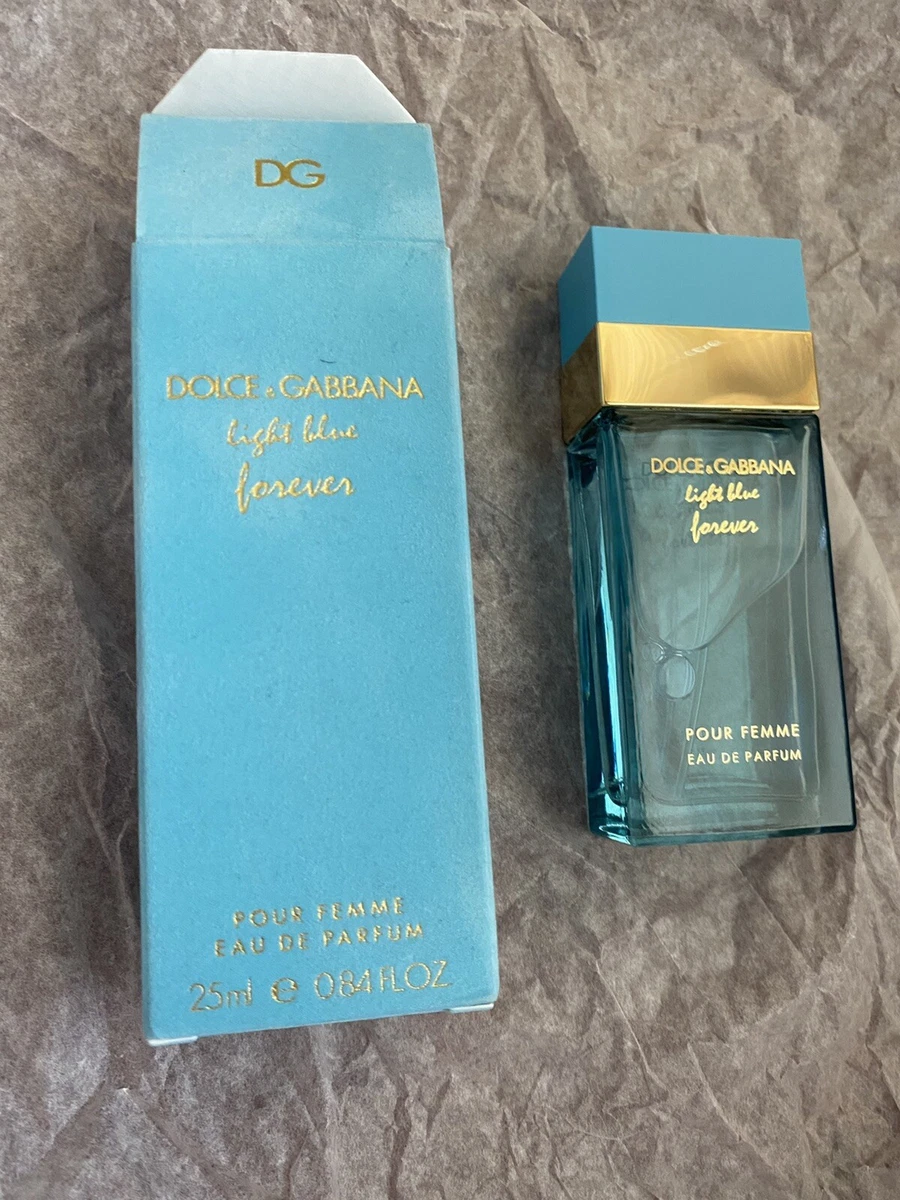 DG
DOLCE & GABBANA
light blue
forever
POUR FEMME
EAU DE PARFUM
25ml ℮ 0.84 FL.OZ.
DOLCE & GABBANA
light blue
forever
POUR FEMME
EAU DE PARFUM